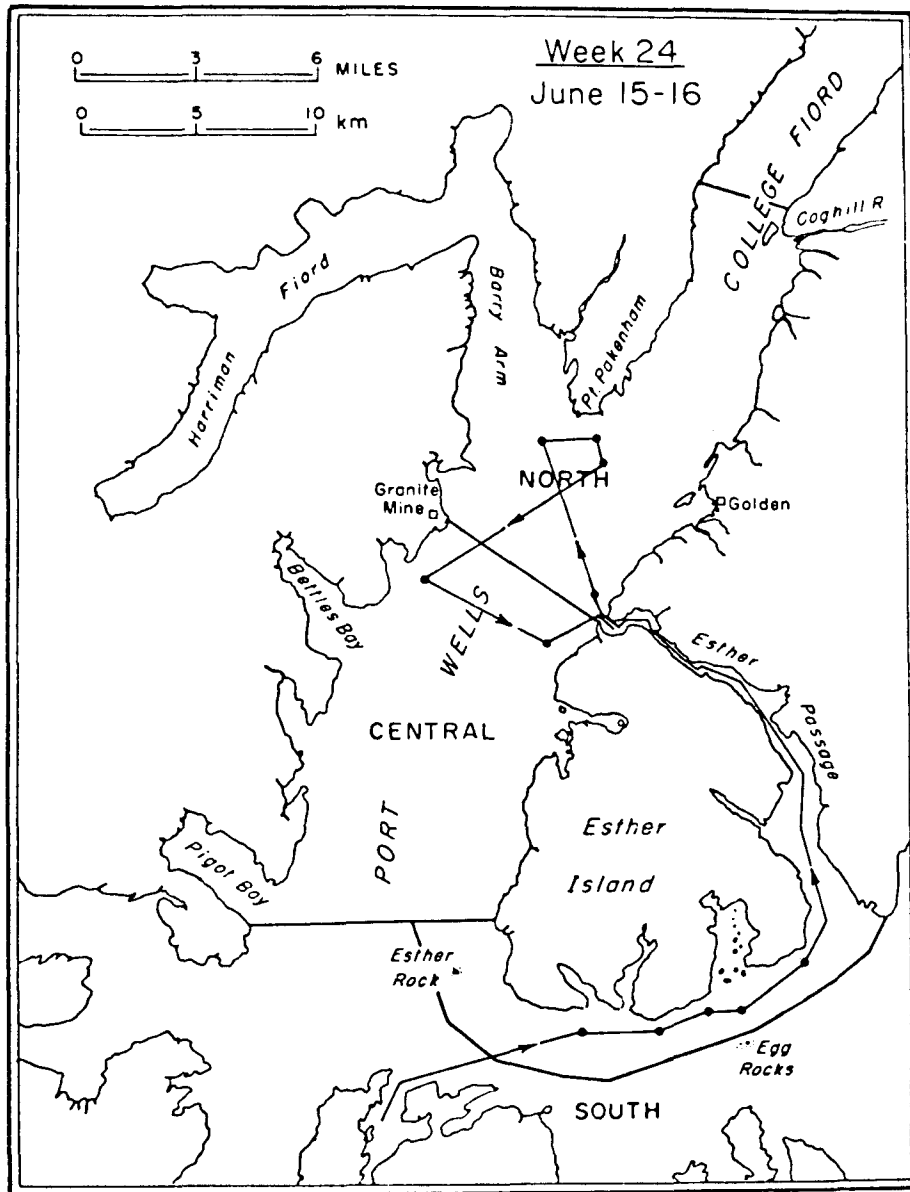 Week 24
June 15-16
0 3 6 MILES
0 5 10 km
COLLEGE FIORD
Coghill R
Fiord
Harriman
Barry Arm
Pt. Pakenham
NORTH
Granite
Mine
Golden
Bettles Bay
WELLS
Esther
Passage
CENTRAL
PORT
Esther
Island
Pigot Bay
Esther
Rock
Egg
Rocks
SOUTH